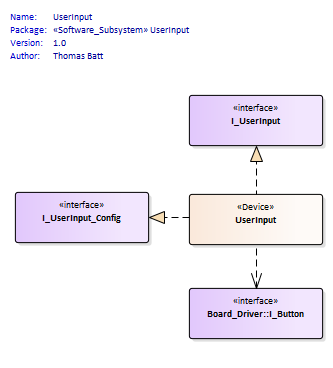 Name: UserInput
Package: «Software_Subsystem» UserInput
Version: 1.0
Author: Thomas Batt
«interface»
I_UserInput
«interface»
I_UserInput_Config
«Device»
UserInput
«interface»
Board_Driver::I_Button